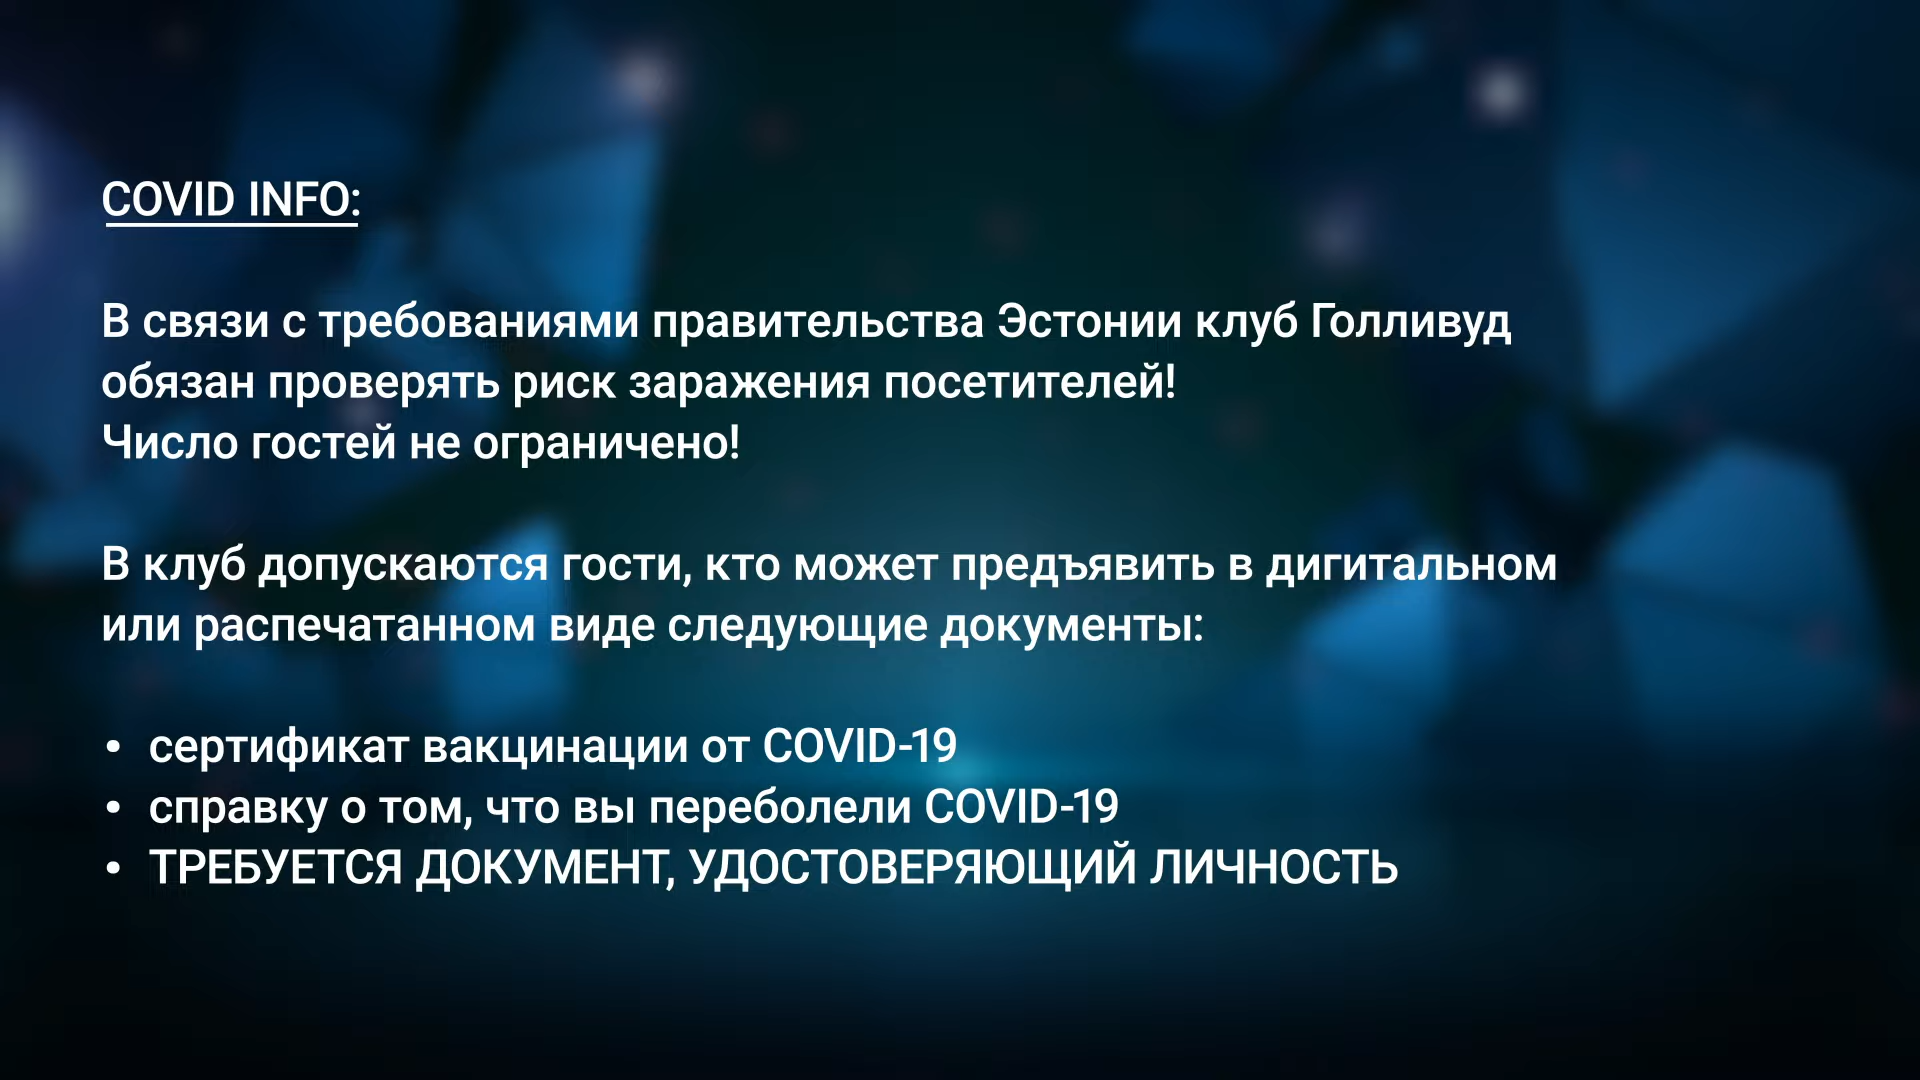 COVID INFO:
В связи с требованиями правительства Эстонии клуб Голливуд
обязан проверять риск заражения посетителей!
Число гостей не ограничено!
В клуб допускаются гости, кто может предъявить в дигитальном
или распечатанном виде следующие документы:
• сертификат вакцинации от COVID-19
• справку о том, что вы переболели COVID-19
• ТРЕБУЕТСЯ ДОКУМЕНТ, УДОСТОВЕРЯЮЩИЙ ЛИЧНОСТЬ